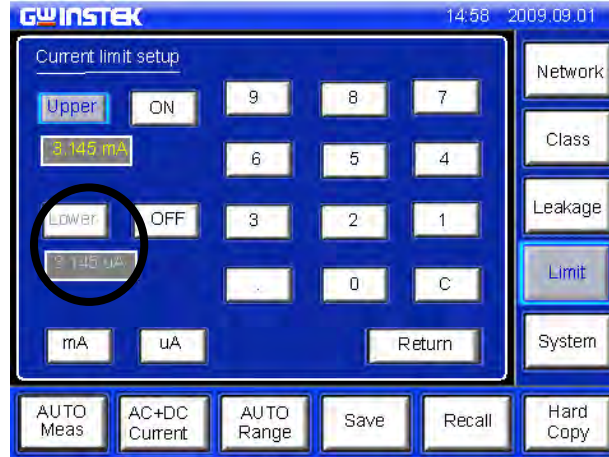 GWINSTEK 14:58 2009.09.01
Current limit setup
Upper ON 9 8 7
3.145 mA
6 5 4
Lower OFF 3 2 1
3.145 uA
. 0 C
mA uA Return
Network
Class
Leakage
Limit
System
AUTO Meas
AC+DC Current
AUTO Range
Save
Recall
Hard Copy